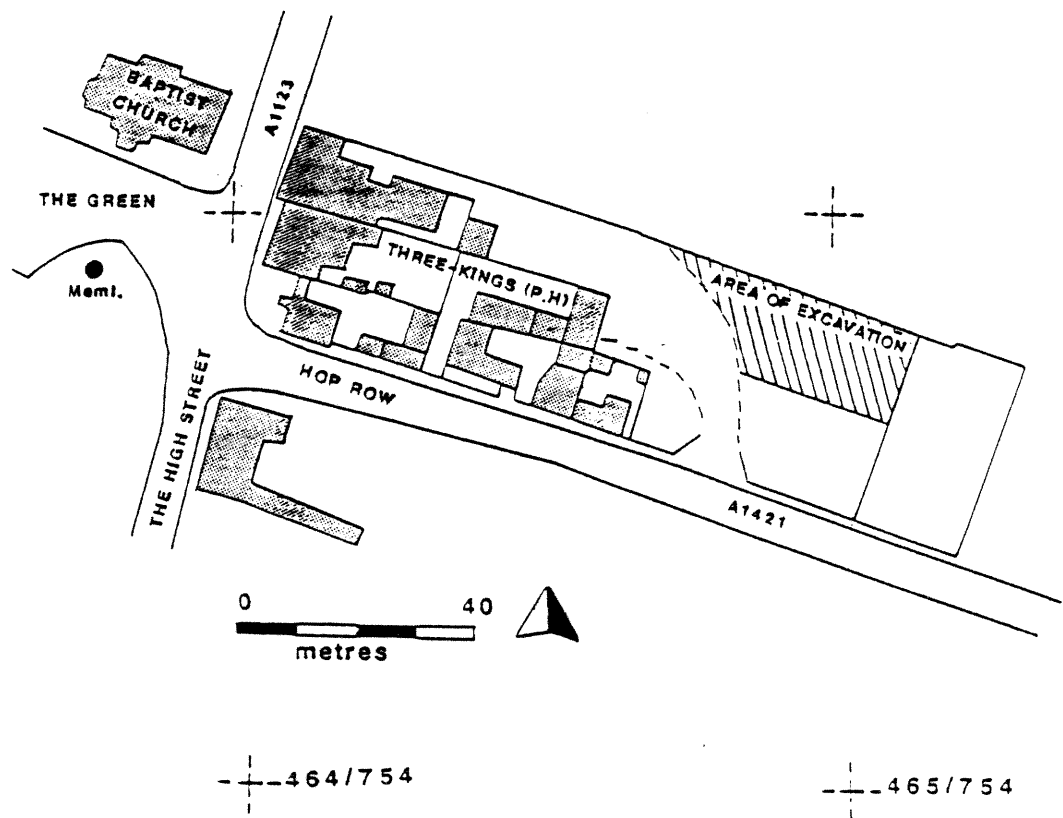 BAPTIST
CHURCH
A1123
THE GREEN
Meml.
THREE-KINGS (P.H)
AREA OF EXCAVATION
HOP ROW
THE HIGH STREET
A1421
0 40
metres
464/754
465/754